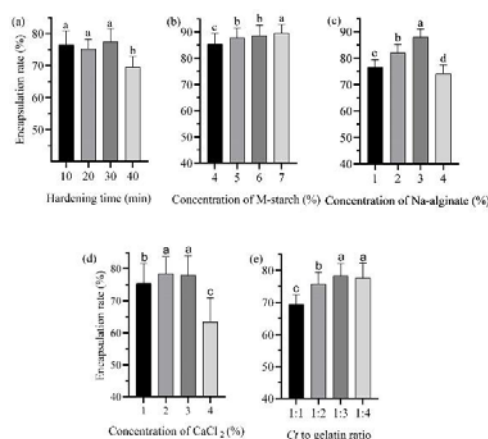 (a)
Encapsulation rate (%)
80
70
60
50
a
a
a
b
10
20
30
40
Hardening time (min)
(b)
90
80
70
60
50
40
c
b
b
a
4
5
6
7
Concentration of M-starch (%)
(c)
100
90
80
70
60
50
40
c
b
a
d
1
2
3
4
Concentration of Na-alginate (%)
(d)
Encapsulation rate (%)
80
70
60
50
40
b
a
a
c
1
2
3
4
Concentration of CaCl2 (%)
(e)
90
80
70
60
50
40
c
b
a
a
1:1
1:2
1:3
1:4
Ct to gelatin ratio